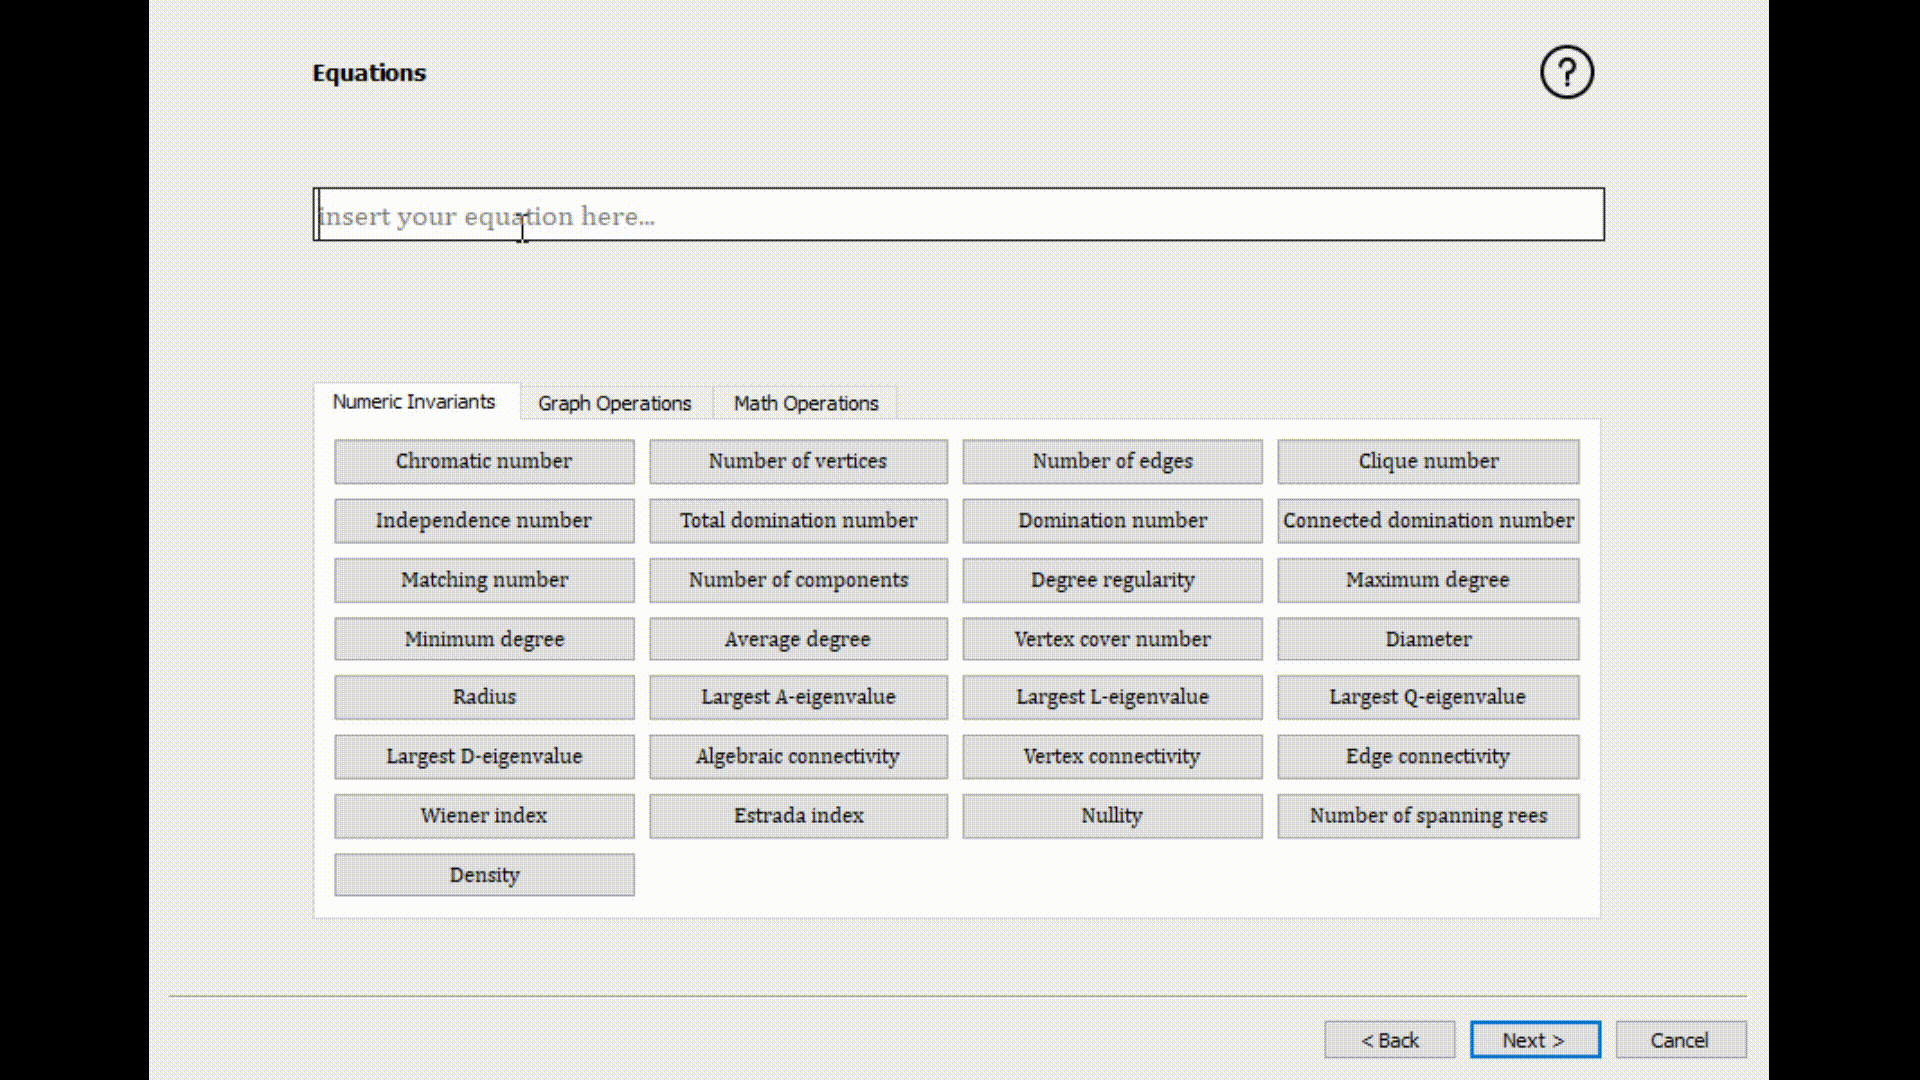 Equations
?
insert your equation here...
Numeric Invariants Graph Operations Math Operations
Chromatic number Number of vertices Number of edges Clique number
Independence number Total domination number Domination number Connected domination number
Matching number Number of components Degree regularity Maximum degree
Minimum degree Average degree Vertex cover number Diameter
Radius Largest A-eigenvalue Largest L-eigenvalue Largest Q-eigenvalue
Largest D-eigenvalue Algebraic connectivity Vertex connectivity Edge connectivity
Wiener index Estrada index Nullity Number of spanning rees
Density
< Back Next > Cancel